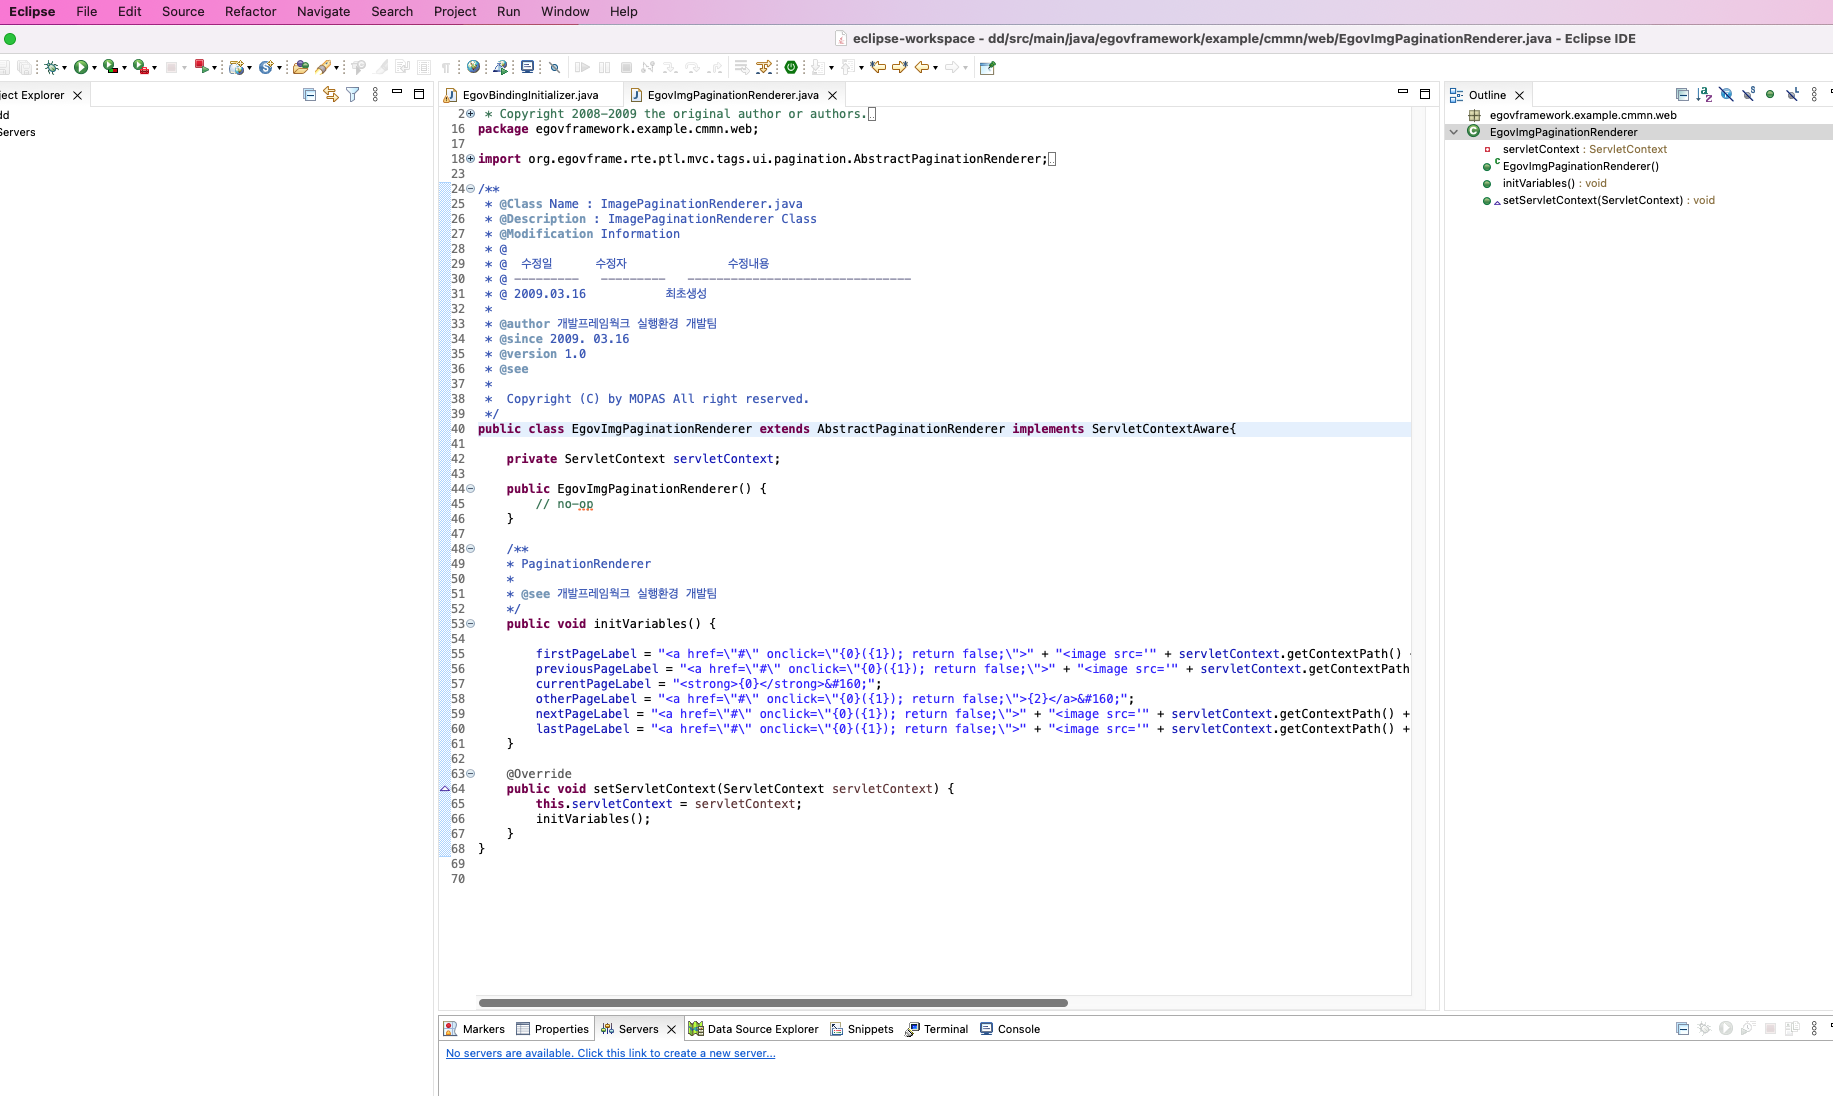 Eclipse File Edit Source Refactor Navigate Search Project Run Window Help
eclipse-workspace - dd/src/main/java/egovframework/example/cmmn/web/EgovImgPaginationRenderer.java - Eclipse IDE
ject Explorer
dd
Servers
EgovBindingInitializer.java EgovImgPaginationRenderer.java
2 * Copyright 2008-2009 the original author or authors.
16 package egovframework.example.cmmn.web;
17
18 import org.egovframe.rte.ptl.mvc.tags.ui.pagination.AbstractPaginationRenderer;
23
24 /**
25 * @Class Name : ImagePaginationRenderer.java
26 * @Description : ImagePaginationRenderer Class
27 * @Modification Information
28 * @
29 * @ 수정일 수정자 수정내용
30 * @ --------- --------- -------------------------------
31 * @ 2009.03.16 최초생성
32 *
33 * @author 개발프레임웍크 실행환경 개발팀
34 * @since 2009. 03.16
35 * @version 1.0
36 * @see
37 *
38 * Copyright (C) by MOPAS All right reserved.
39 */
40 public class EgovImgPaginationRenderer extends AbstractPaginationRenderer implements ServletContextAware{
41
42 private ServletContext servletContext;
43
44 public EgovImgPaginationRenderer() {
45 // no-op
46 }
47
48 /**
49 * PaginationRenderer
50 *
51 * @see 개발프레임웍크 실행환경 개발팀
52 */
53 public void initVariables() {
54
55 firstPageLabel = "<a href=\"#\" onclick=\"{0}({1}); return false;\">" + "<image src='" + servletContext.getContextPath()
56 previousPageLabel = "<a href=\"#\" onclick=\"{0}({1}); return false;\">" + "<image src='" + servletContext.getContextPath
57 currentPageLabel = "<strong>{0}</strong>&#160;";
58 otherPageLabel = "<a href=\"#\" onclick=\"{0}({1}); return false;\">{2}</a>&#160;";
59 nextPageLabel = "<a href=\"#\" onclick=\"{0}({1}); return false;\">" + "<image src='" + servletContext.getContextPath() +
60 lastPageLabel = "<a href=\"#\" onclick=\"{0}({1}); return false;\">" + "<image src='" + servletContext.getContextPath() +
61 }
62
63 @Override
64 public void setServletContext(ServletContext servletContext) {
65 this.servletContext = servletContext;
66 initVariables();
67 }
68 }
69
70
Outline
egovframework.example.cmmn.web
EgovImgPaginationRenderer
servletContext : ServletContext
EgovImgPaginationRenderer()
initVariables() : void
setServletContext(ServletContext) : void
Markers Properties Servers Data Source Explorer Snippets Terminal Console
No servers are available. Click this link to create a new server...